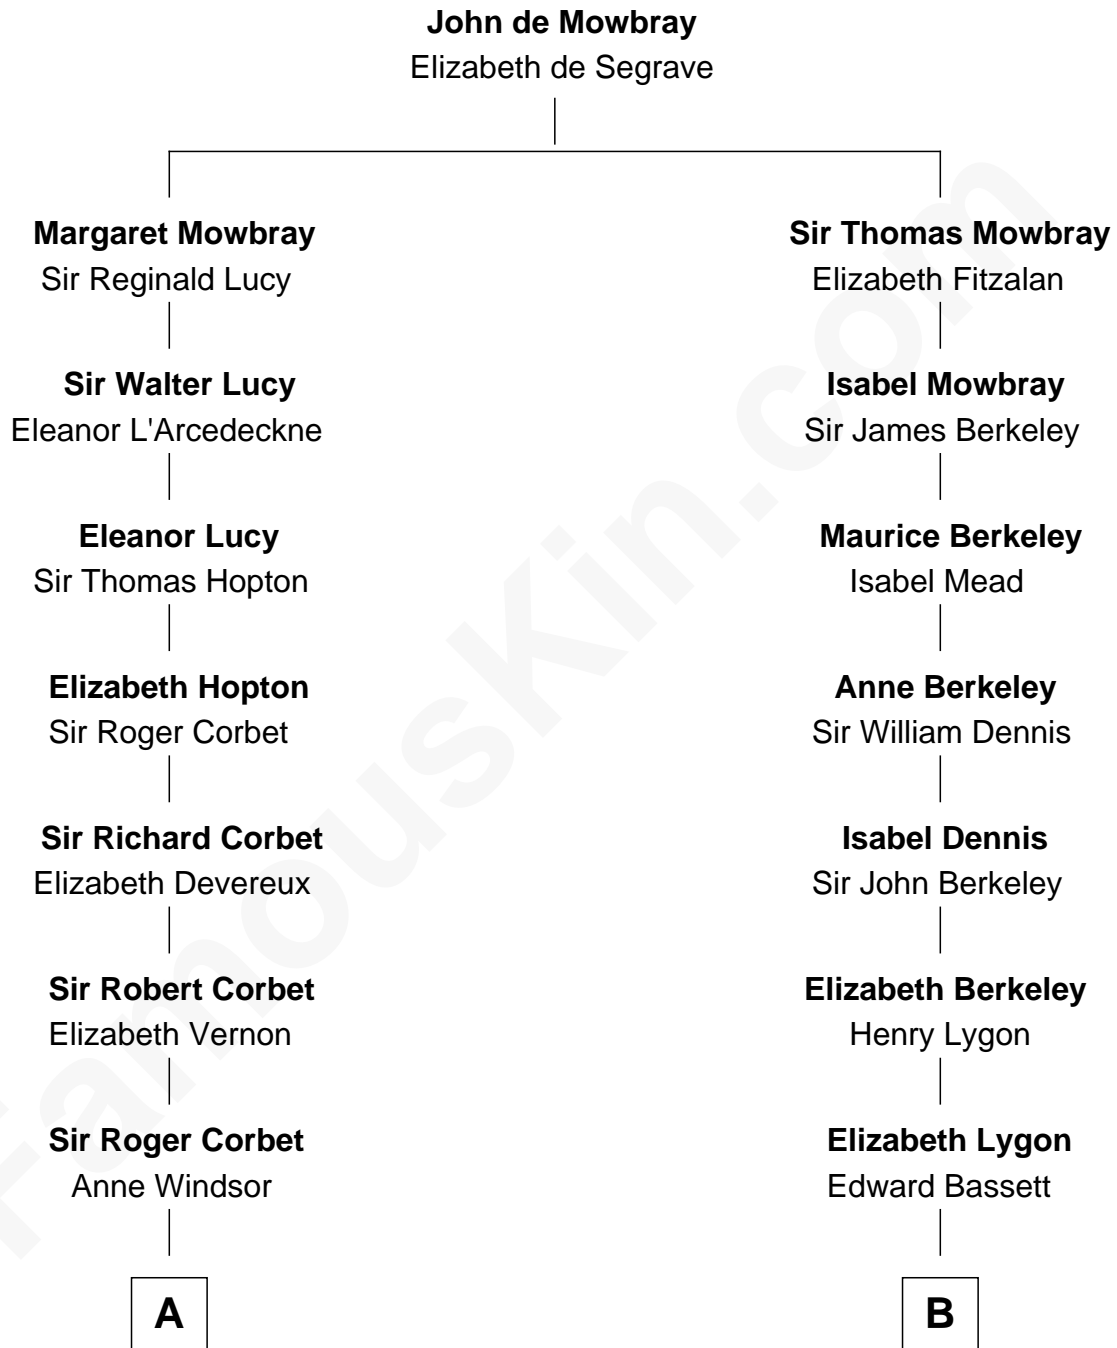 John de Mowbray
Elizabeth de Segrave
Margaret Mowbray
Sir Reginald Lucy
Sir Thomas Mowbray
Elizabeth Fitzalan
Sir Walter Lucy
Eleanor L'Arcedeckne
Isabel Mowbray
Sir James Berkeley
Eleanor Lucy
Sir Thomas Hopton
Maurice Berkeley
Isabel Mead
Elizabeth Hopton
Sir Roger Corbet
Anne Berkeley
Sir William Dennis
Sir Richard Corbet
Elizabeth Devereux
Isabel Dennis
Sir John Berkeley
Sir Robert Corbet
Elizabeth Vernon
Elizabeth Berkeley
Henry Lygon
Sir Roger Corbet
Anne Windsor
Elizabeth Lygon
Edward Bassett
A
B
FamousKin.com